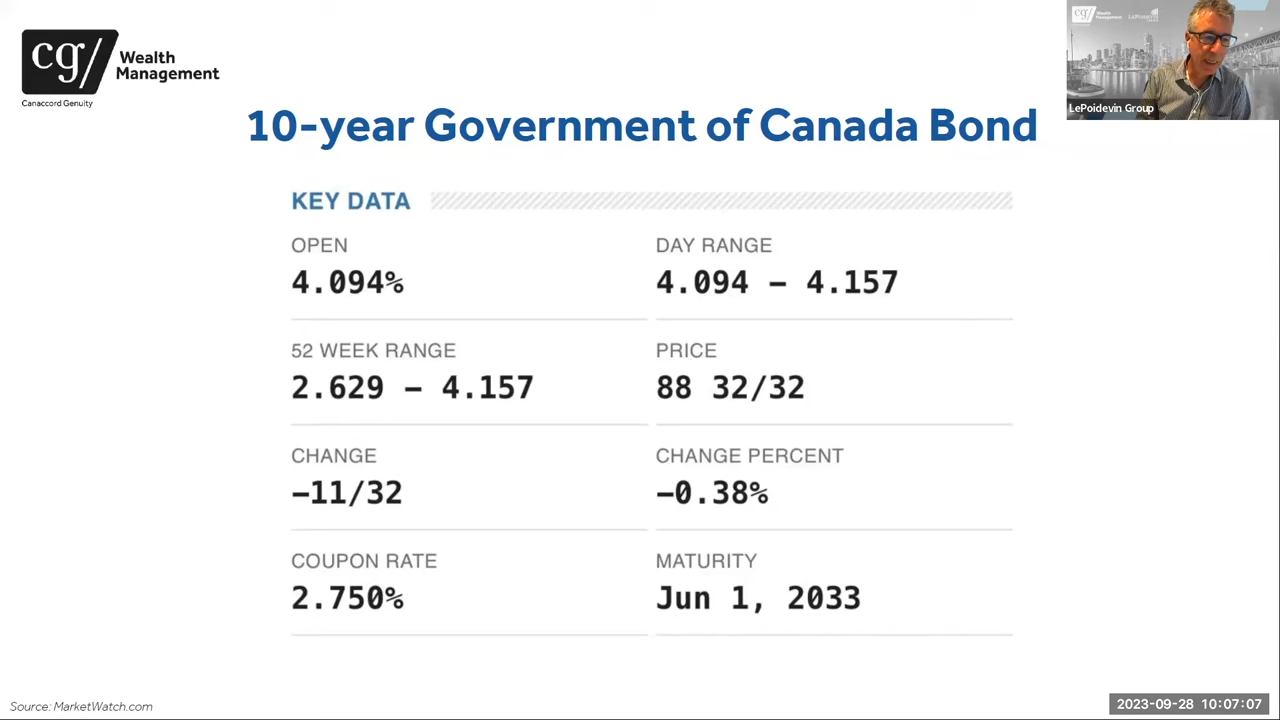 cg/ Wealth
Management
Canaccord Genuity
LePoidevin Group
10-year Government of Canada Bond
KEY DATA
OPEN
4.094%
DAY RANGE
4.094 – 4.157
52 WEEK RANGE
2.629 – 4.157
PRICE
88 32/32
CHANGE
–11/32
CHANGE PERCENT
–0.38%
COUPON RATE
2.750%
MATURITY
Jun 1, 2033
Source: MarketWatch.com
2023-09-28 10:07:07